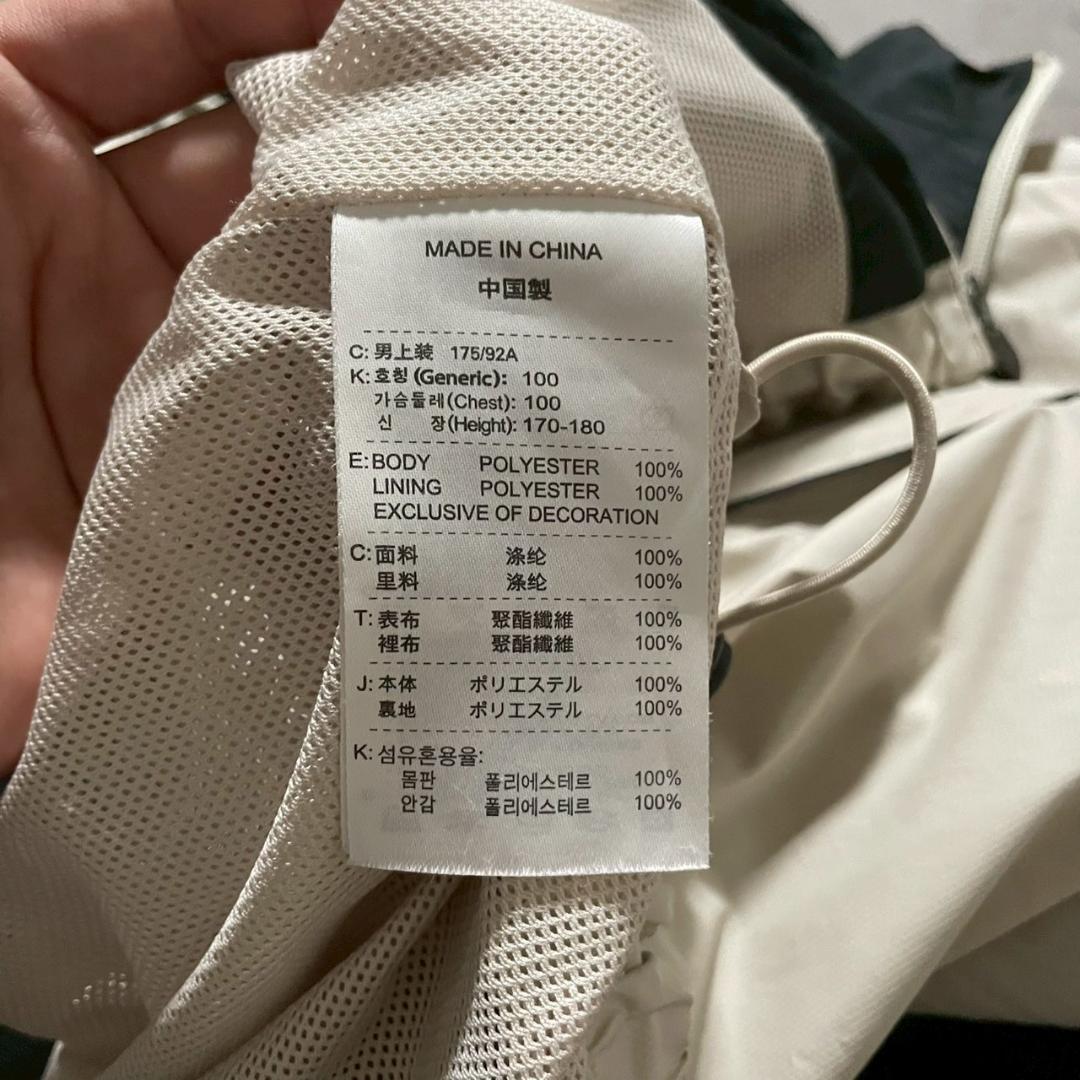 MADE IN CHINA
中国製
C: 男上装 175/92A
K: 호칭 (Generic): 100
가슴둘레(Chest): 100
신 장(Height): 170-180
E: BODY POLYESTER 100%
LINING POLYESTER 100%
EXCLUSIVE OF DECORATION
C: 面料 涤纶 100%
里料 涤纶 100%
T: 表布 聚酯纖維 100%
裡布 聚酯纖維 100%
J: 本体 ポリエステル 100%
裏地 ポリエステル 100%
K: 섬유혼용율:
몸판 폴리에스테르 100%
안감 폴리에스테르 100%